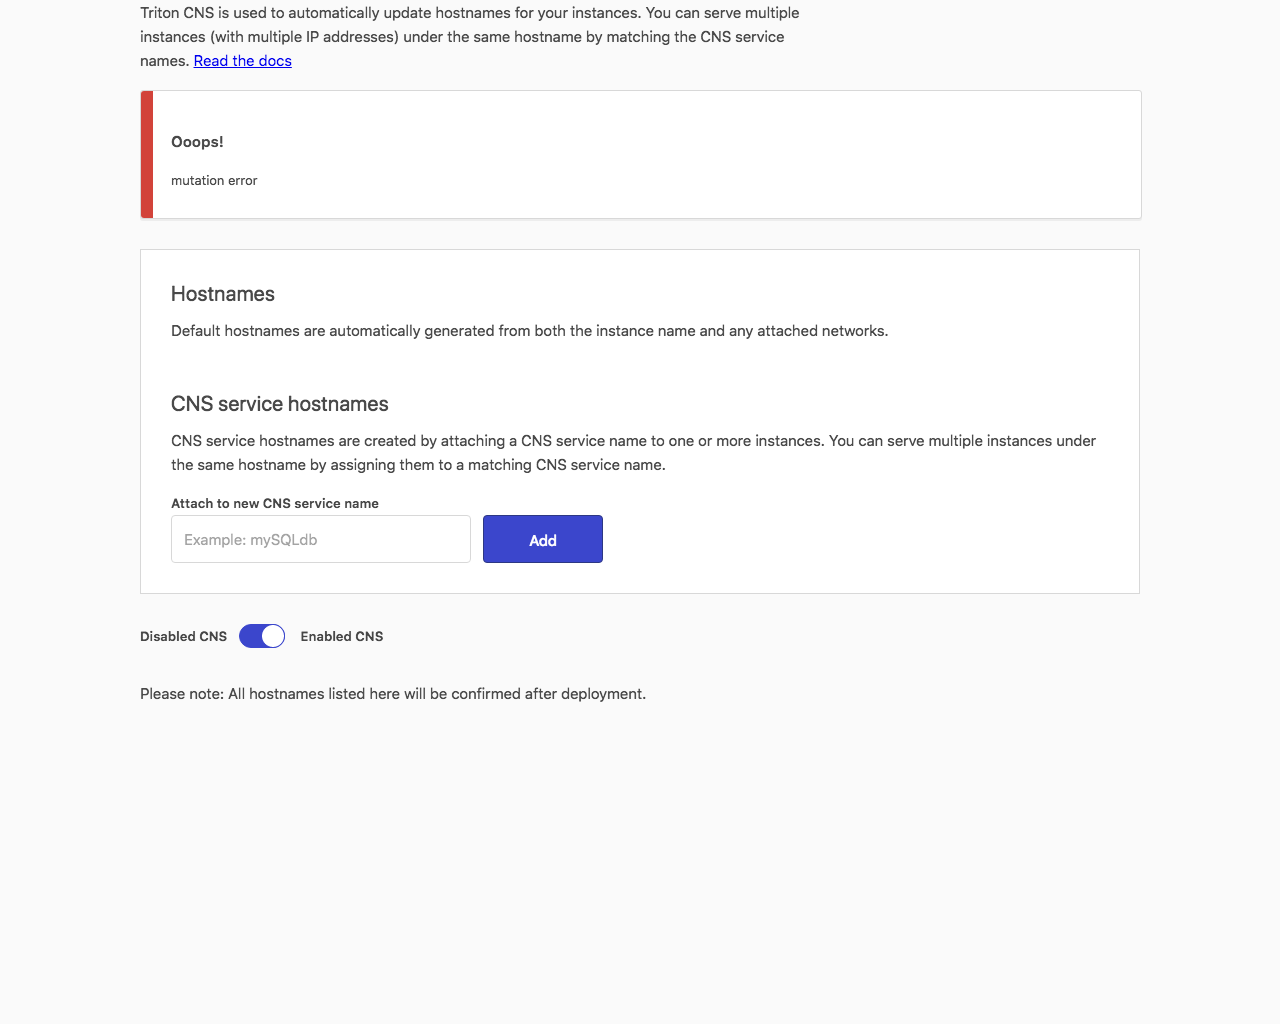 Triton CNS is used to automatically update hostnames for your instances. You can serve multiple
instances (with multiple IP addresses) under the same hostname by matching the CNS service
names. Read the docs
Ooops!
mutation error
Hostnames
Default hostnames are automatically generated from both the instance name and any attached networks.
CNS service hostnames
CNS service hostnames are created by attaching a CNS service name to one or more instances. You can serve multiple instances under
the same hostname by assigning them to a matching CNS service name.
Attach to new CNS service name
Example: mySQLdb
Add
Disabled CNS
Enabled CNS
Please note: All hostnames listed here will be confirmed after deployment.